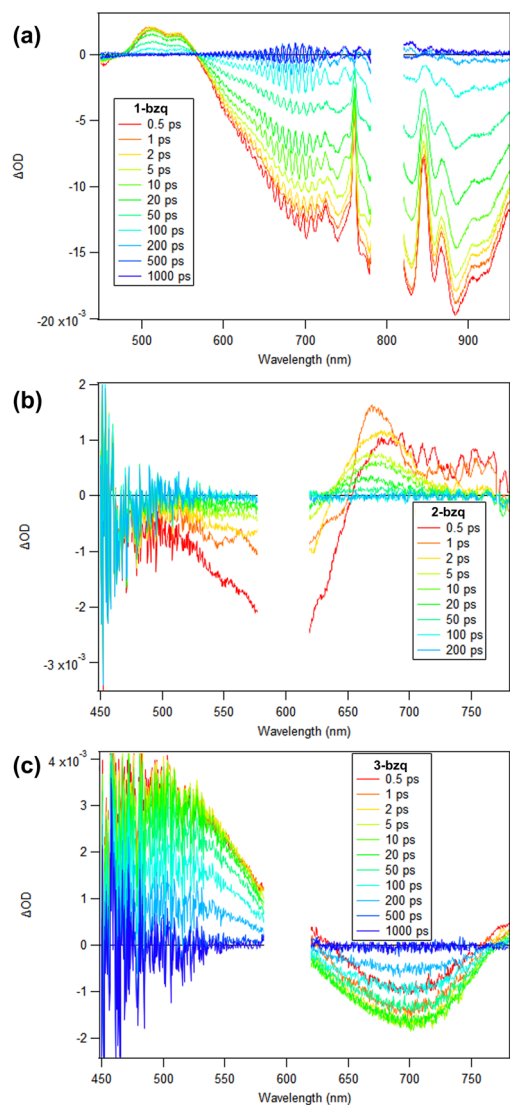 (a)
0
-5
-10
-15
-20 x10⁻³
ΔOD
1-bzq
0.5 ps
1 ps
2 ps
5 ps
10 ps
20 ps
50 ps
100 ps
200 ps
500 ps
1000 ps
500 600 700 800 900
Wavelength (nm)
(b)
2
1
0
-1
-2
-3 x10⁻³
ΔOD
2-bzq
0.5 ps
1 ps
2 ps
5 ps
10 ps
20 ps
50 ps
100 ps
200 ps
450 500 550 600 650 700 750
Wavelength (nm)
(c)
4 x10⁻³
3
2
1
0
-1
-2
ΔOD
3-bzq
0.5 ps
1 ps
2 ps
5 ps
10 ps
20 ps
50 ps
100 ps
200 ps
500 ps
1000 ps
450 500 550 600 650 700 750
Wavelength (nm)